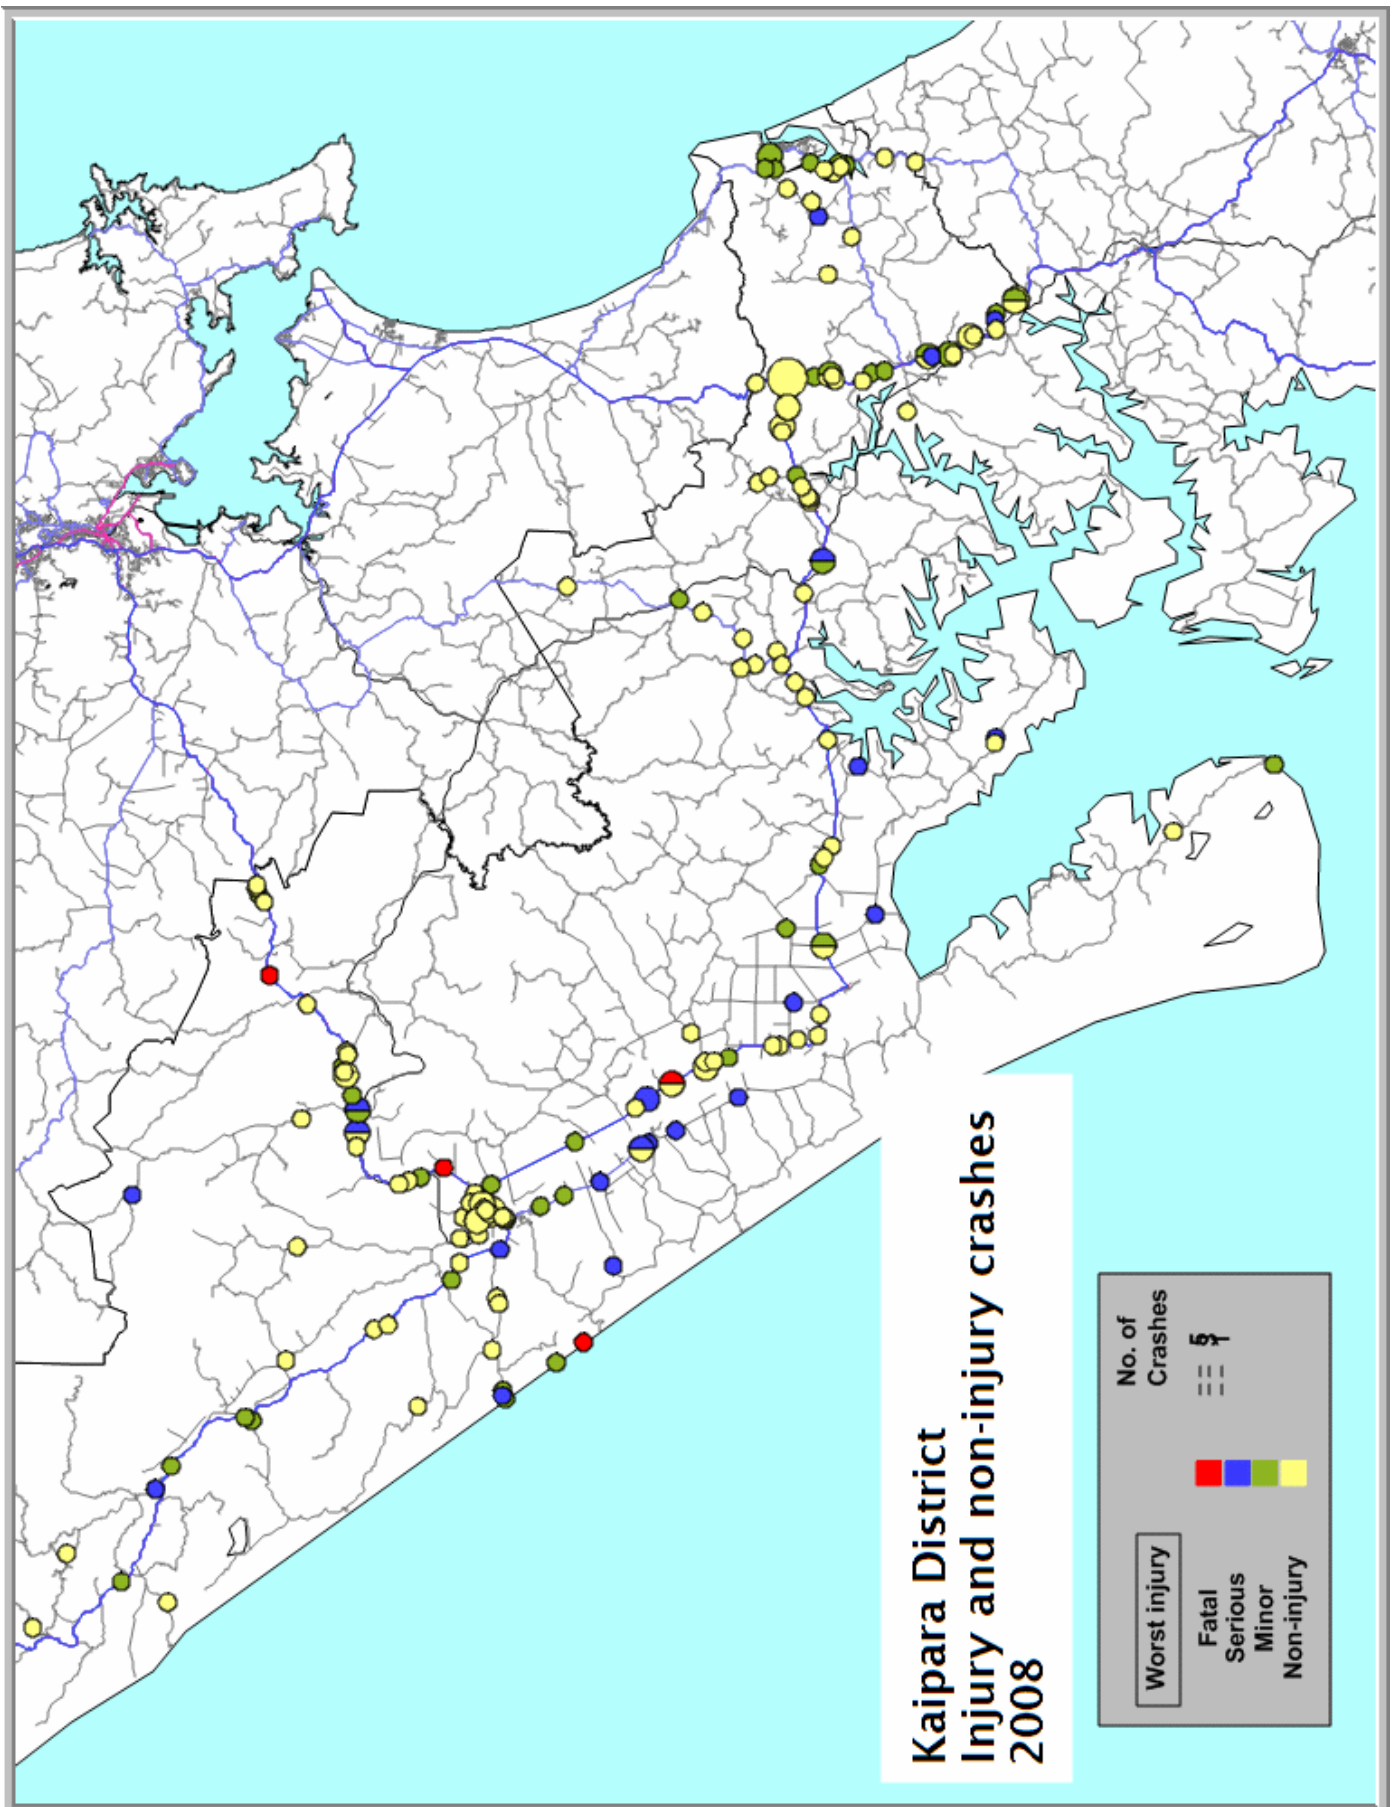 Kaipara District
Injury and non-injury crashes
2008
Worst injury
No. of
Crashes
Fatal
Serious
Minor
Non-injury